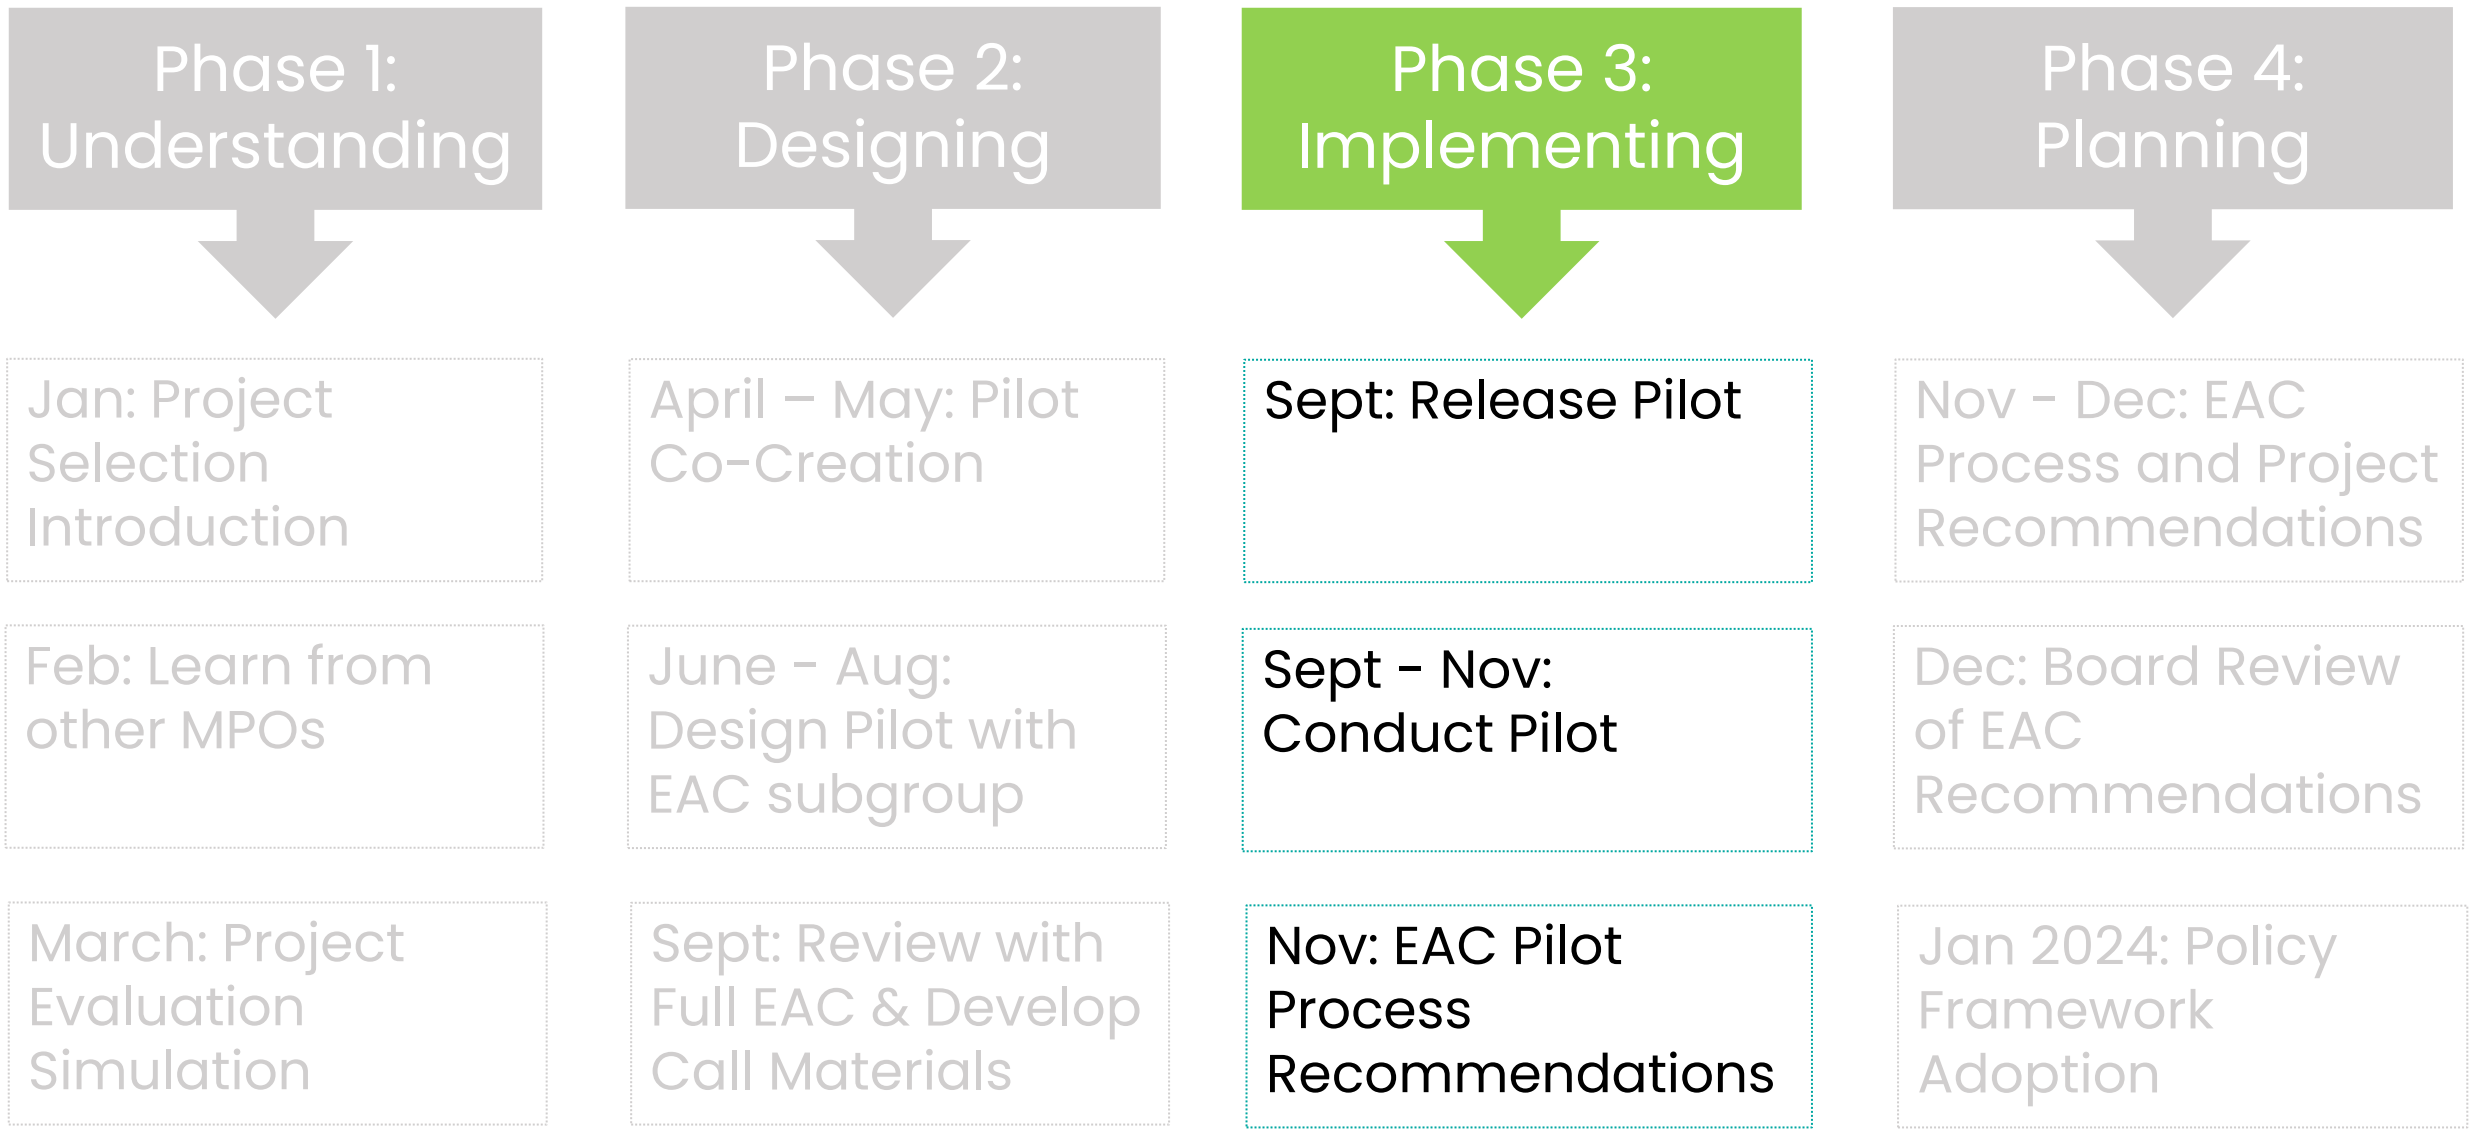 Phase 1:
Understanding
Jan: Project
Selection
Introduction
Feb: Learn from
other MPOs
March: Project
Evaluation
Simulation
Phase 2:
Designing
April – May: Pilot
Co-Creation
June - Aug:
Design Pilot with
EAC subgroup
Sept: Review with
Full EAC & Develop
Call Materials
Phase 3:
Implementing
Sept: Release Pilot
Sept - Nov:
Conduct Pilot
Nov: EAC Pilot
Process
Recommendations
Phase 4:
Planning
Nov - Dec: EAC
Process and Project
Recommendations
Dec: Board Review
of EAC
Recommendations
Jan 2024: Policy
Framework
Adoption